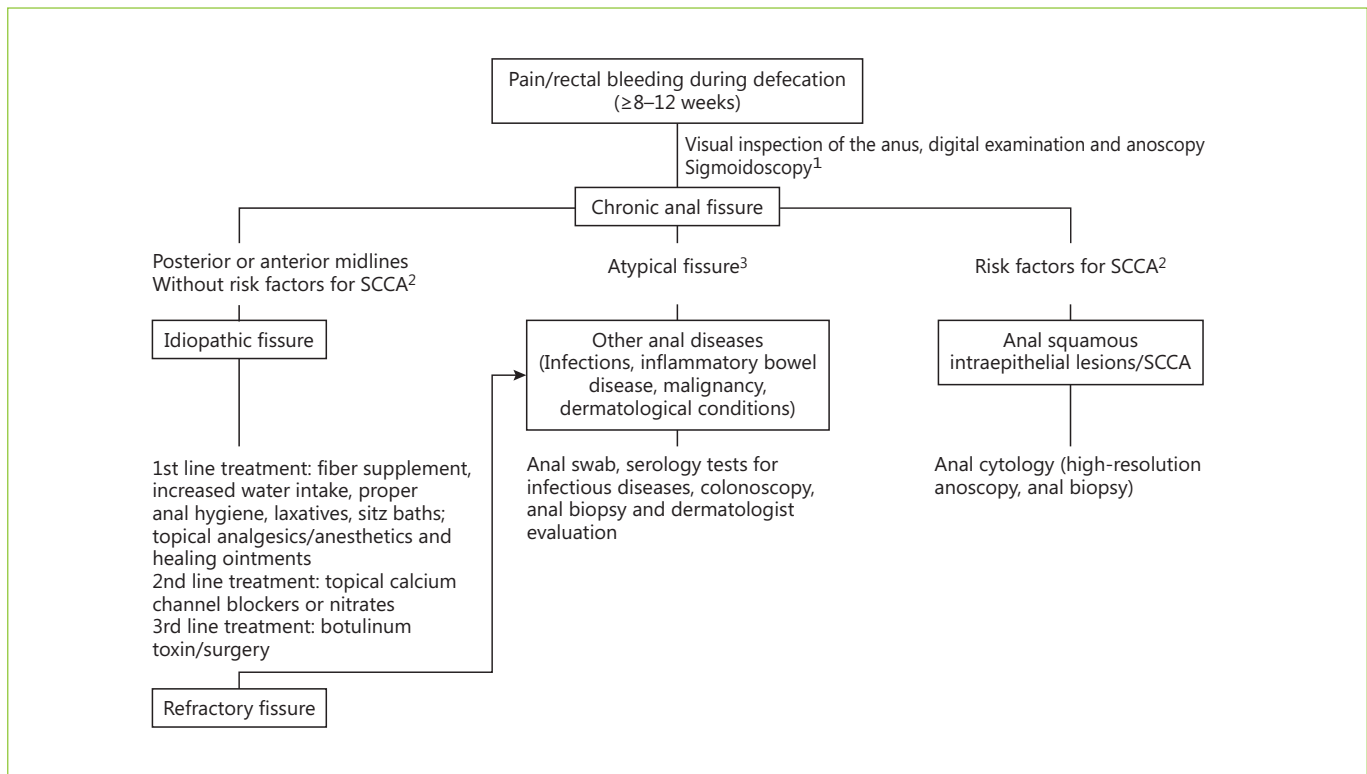 Pain/rectal bleeding during defecation
(≥8–12 weeks)
Visual inspection of the anus, digital examination and anoscopy
Sigmoidoscopy1
Chronic anal fissure
Posterior or anterior midlines
Without risk factors for SCCA2
Idiopathic fissure
1st line treatment: fiber supplement,
increased water intake, proper
anal hygiene, laxatives, sitz baths;
topical analgesics/anesthetics and
healing ointments
2nd line treatment: topical calcium
channel blockers or nitrates
3rd line treatment: botulinum
toxin/surgery
Refractory fissure
Atypical fissure3
Other anal diseases
(Infections, inflammatory bowel
disease, malignancy,
dermatological conditions)
Anal swab, serology tests for
infectious diseases, colonoscopy,
anal biopsy and dermatologist
evaluation
Risk factors for SCCA2
Anal squamous
intraepithelial lesions/SCCA
Anal cytology (high-resolution
anoscopy, anal biopsy)